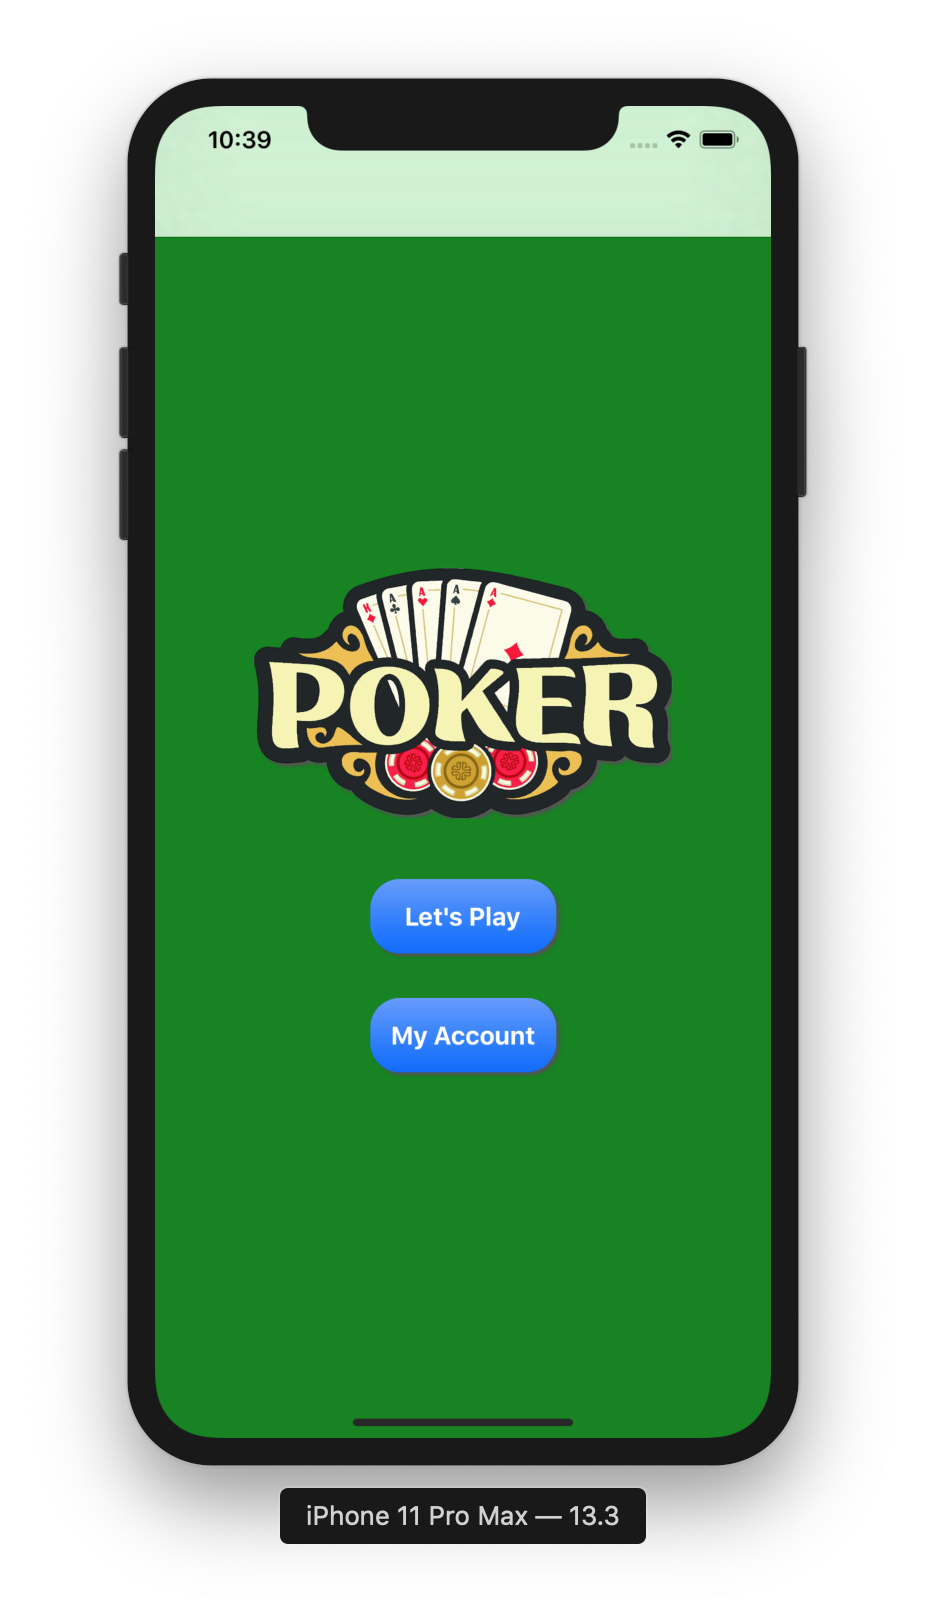 10:39
K A A A A
POKER
Let's Play
My Account
iPhone 11 Pro Max — 13.3